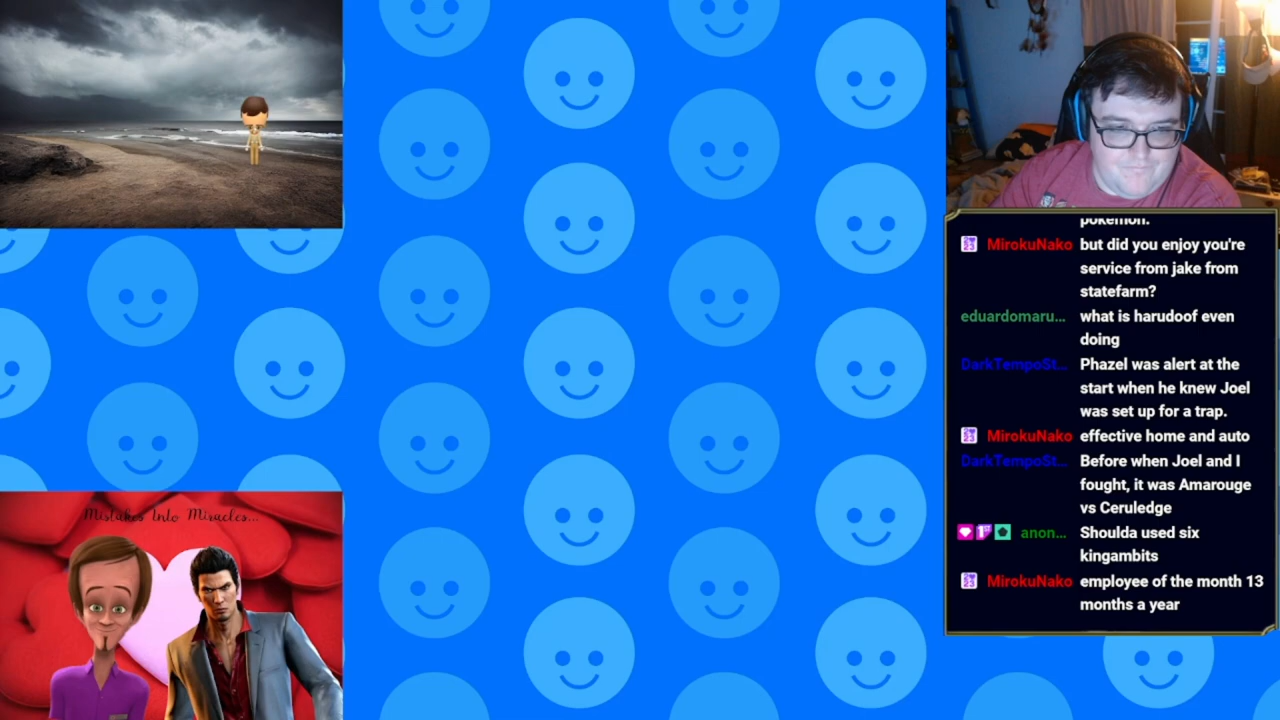 pokemon.
MirokuNako but did you enjoy you're
service from jake from
statefarm?
eduardomaru... what is harudoof even
doing
DarkTempoSt... Phazel was alert at the
start when he knew Joel
was set up for a trap.
MirokuNako effective home and auto
DarkTempoSt... Before when Joel and I
fought, it was Amarouge
vs Ceruledge
1ST anon... Shoulda used six
kingambits
MirokuNako employee of the month 13
months a year
Mistakes Into Miracles...